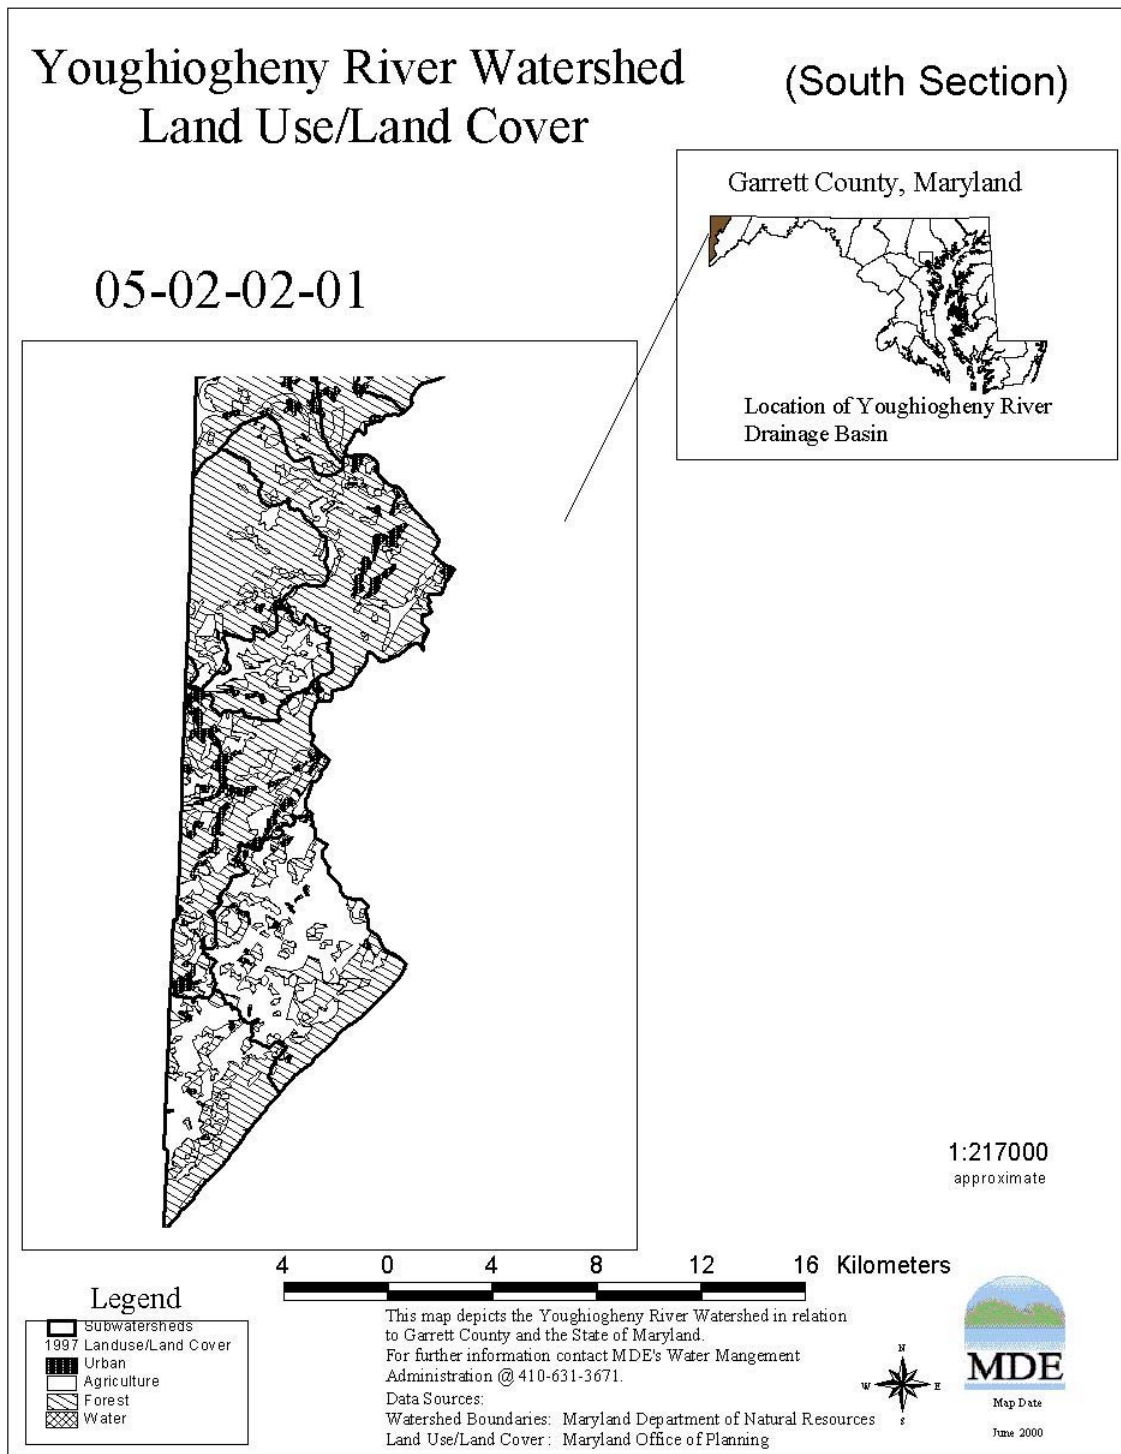 Youghiogheny River Watershed
Land Use/Land Cover
(South Section)
Garrett County, Maryland
05-02-02-01
Location of Youghiogheny River
Drainage Basin
1:217000
approximate
4 0 4 8 12 16 Kilometers
Legend
Subwatersheds
1997 Landuse/Land Cover
Urban
Agriculture
Forest
Water
This map depicts the Youghiogheny River Watershed in relation
to Garrett County and the State of Maryland.
For further information contact MDE's Water Mangement
Administration @ 410-631-3671.
Data Sources:
Watershed Boundaries: Maryland Department of Natural Resources
Land Use/Land Cover : Maryland Office of Planning
N
W E
S
MDE
Map Date
June 2000